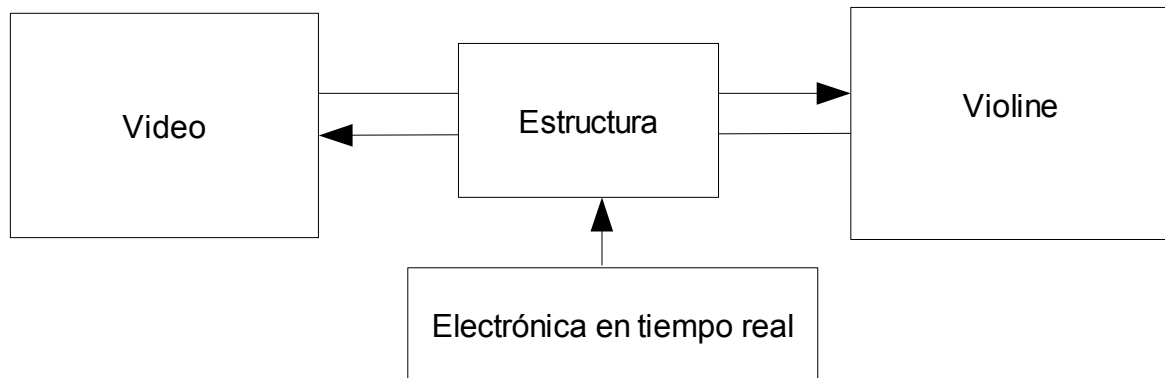 Video
Estructura
Violine
Electrónica en tiempo real